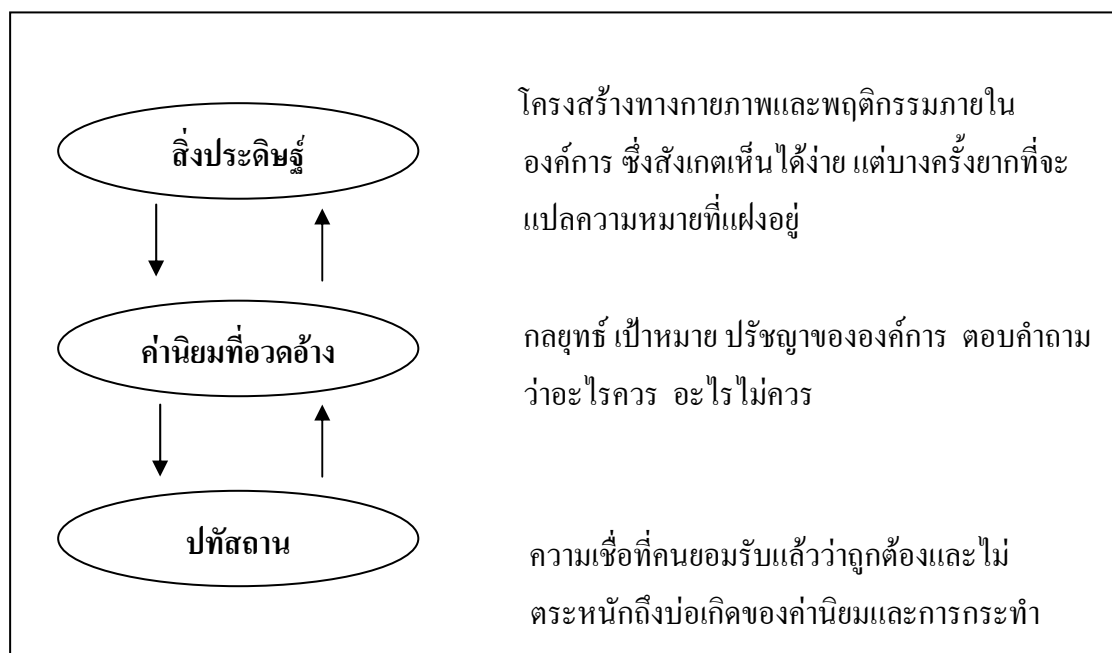 สิ่งประดิษฐ์
โครงสร้างทางกายภาพและพฤติกรรมภายใน
องค์การ ซึ่งสังเกตเห็นได้ง่าย แต่บางครั้งยากที่จะ
แปลความหมายที่แฝงอยู่
ค่านิยมที่อวดอ้าง
กลยุทธ์ เป้าหมาย ปรัชญาขององค์การ ตอบคำถาม
ว่าอะไรควร อะไรไม่ควร
ปทัสถาน
ความเชื่อที่คนยอมรับแล้วว่าถูกต้องและไม่
ตระหนักถึงบ่อเกิดของค่านิยมและการกระทำ